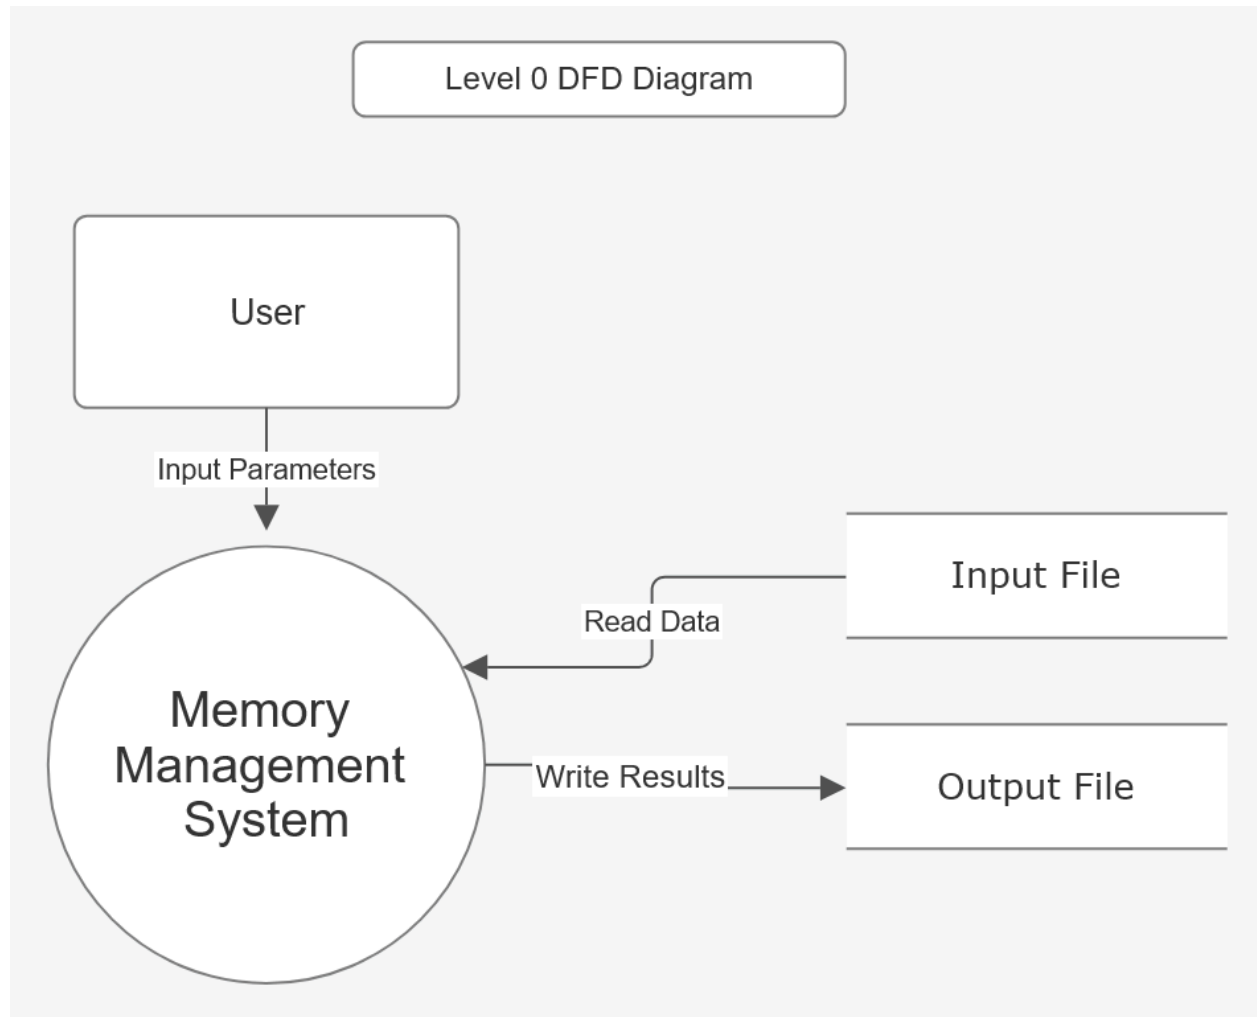 Level 0 DFD Diagram
User
Input Parameters
Input File
Read Data
Memory
Management
System
Write Results
Output File